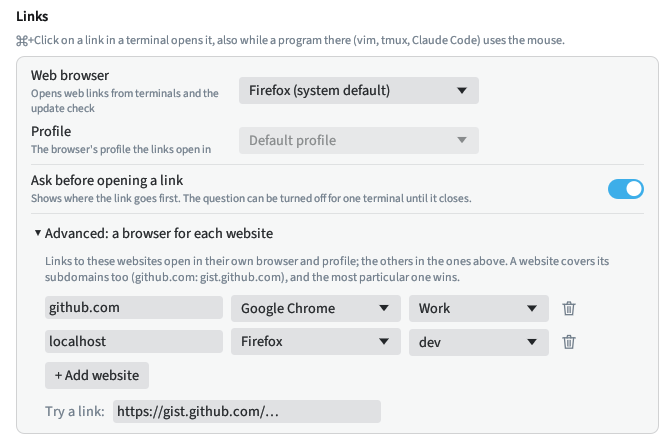 Links
⌘+Click on a link in a terminal opens it, also while a program there (vim, tmux, Claude Code) uses the mouse.
Web browser
Opens web links from terminals and the
update check
Firefox (system default)
Profile
The browser's profile the links open in
Default profile
Ask before opening a link
Shows where the link goes first. The question can be turned off for one terminal until it closes.
Advanced: a browser for each website
Links to these websites open in their own browser and profile; the others in the ones above. A website covers its
subdomains too (github.com: gist.github.com), and the most particular one wins.
github.com Google Chrome Work
localhost Firefox dev
+ Add website
Try a link: https://gist.github.com/…